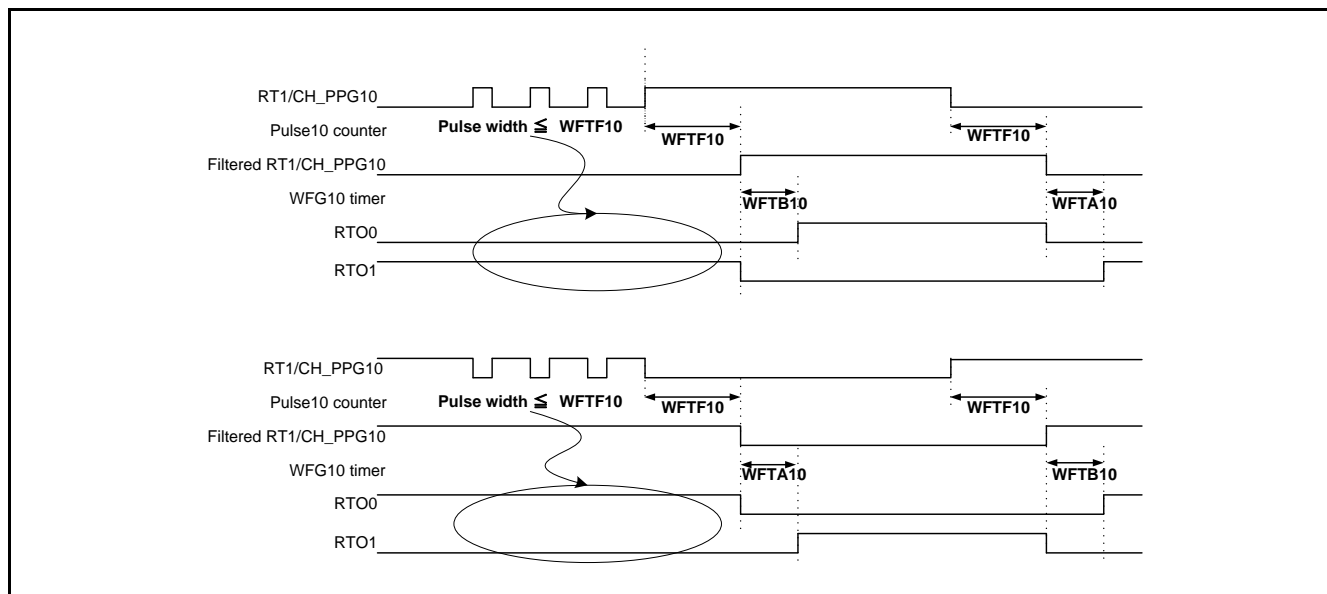 RT1/CH_PPG10
Pulse10 counter
Pulse width ≦ WFTF10
WFTF10
WFTF10
Filtered RT1/CH_PPG10
WFG10 timer
WFTB10
WFTA10
RTO0
RTO1
RT1/CH_PPG10
Pulse10 counter
Pulse width ≦ WFTF10
WFTF10
WFTF10
Filtered RT1/CH_PPG10
WFG10 timer
WFTA10
WFTB10
RTO0
RTO1